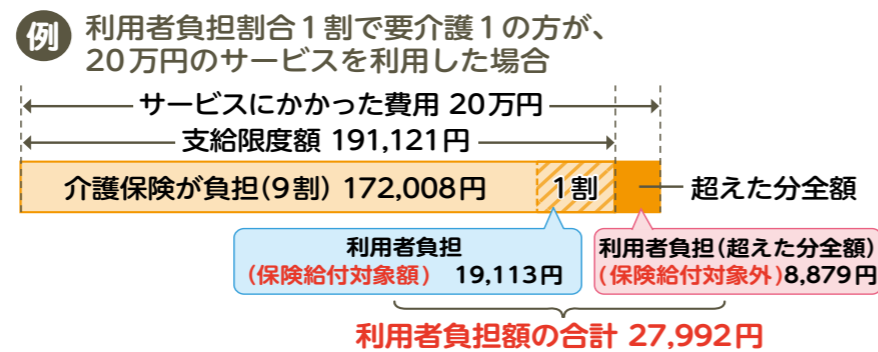 例 利用者負担割合1割で要介護1の方が、
20万円のサービスを利用した場合
サービスにかかった費用 20万円
支給限度額 191,121円
介護保険が負担(9割) 172,008円 1割 超えた分全額
利用者負担
(保険給付対象額) 19,113円
利用者負担(超えた分全額)
(保険給付対象外)8,879円
利用者負担額の合計 27,992円